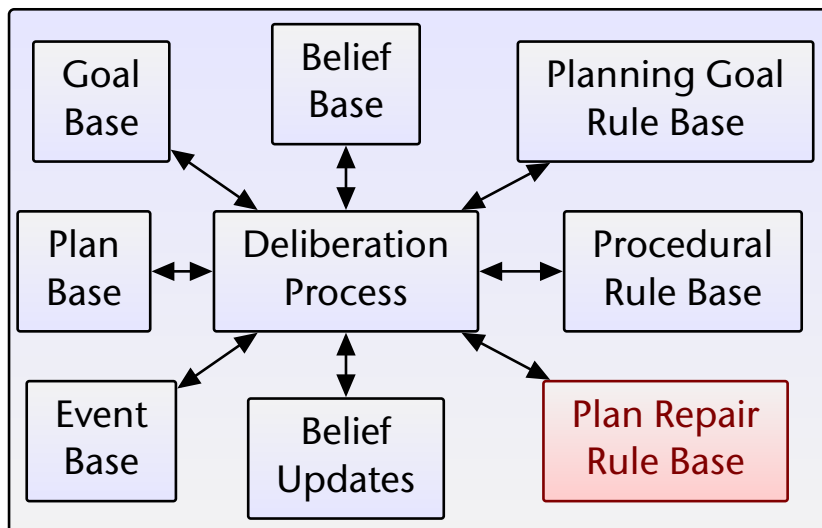 Goal
Base
Belief
Base
Planning Goal
Rule Base
Plan
Base
Deliberation
Process
Procedural
Rule Base
Event
Base
Belief
Updates
Plan Repair
Rule Base